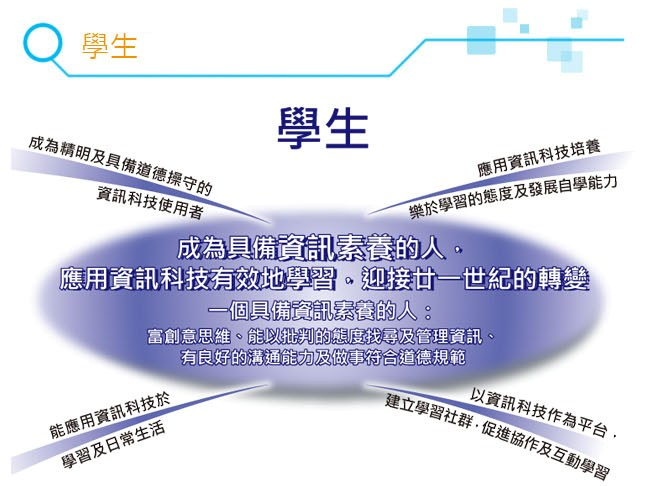 學生
學生
成為精明及具備道德操守的
資訊科技使用者
應用資訊科技培養
樂於學習的態度及發展自學能力
成為具備資訊素養的人，
應用資訊科技有效地學習，迎接廿一世紀的轉變
一個具備資訊素養的人：
富創意思維、能以批判的態度找尋及管理資訊、
有良好的溝通能力及做事符合道德規範
能應用資訊科技於
學習及日常生活
以資訊科技作為平台，
建立學習社群，促進協作及互動學習